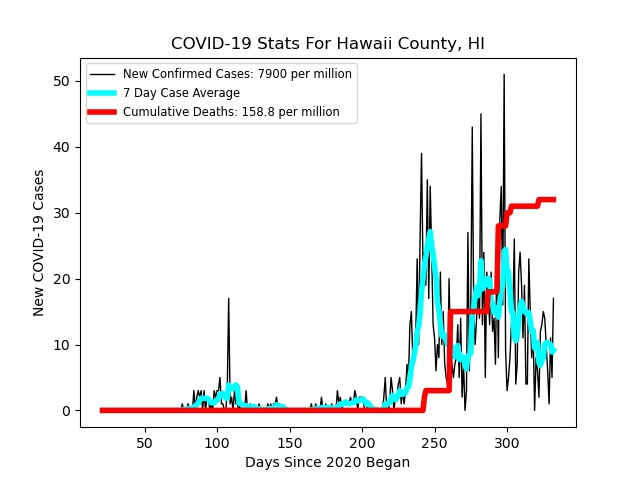 COVID-19 Stats For Hawaii County, HI
New Confirmed Cases: 7900 per million
7 Day Case Average
Cumulative Deaths: 158.8 per million
New COVID-19 Cases
50
40
30
20
10
0
50 100 150 200 250 300
Days Since 2020 Began